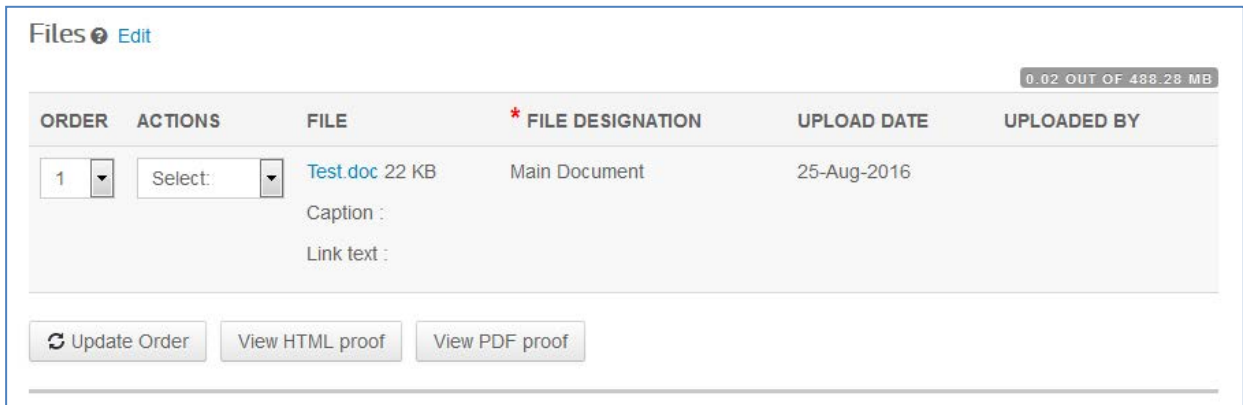 Files ? Edit
0.02 OUT OF 488.28 MB
ORDER ACTIONS FILE * FILE DESIGNATION UPLOAD DATE UPLOADED BY
1 Select: Test.doc 22 KB Main Document 25-Aug-2016
Caption :
Link text :
Update Order View HTML proof View PDF proof